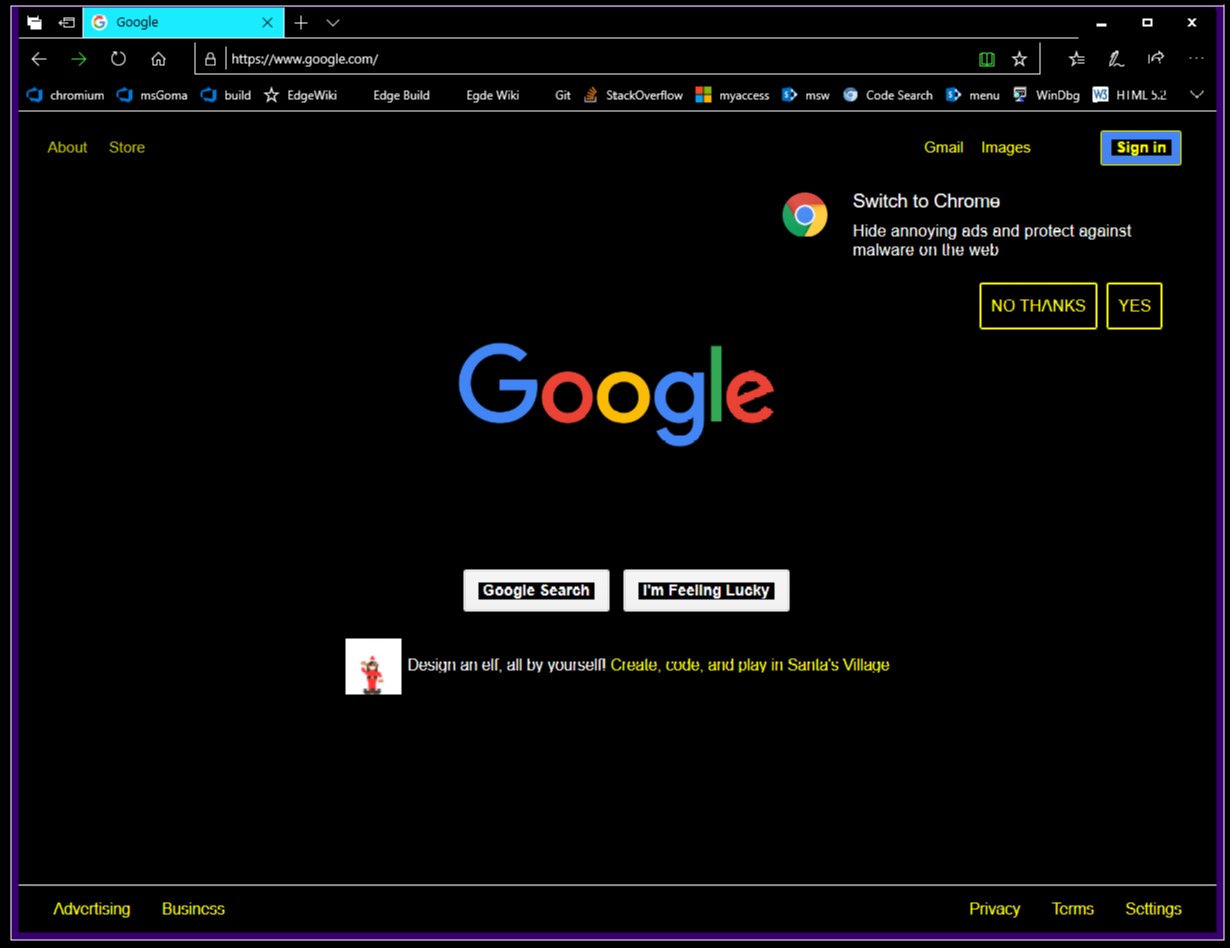 Google
https://www.google.com/
chromium msGoma build EdgeWiki Edge Build Egde Wiki Git StackOverflow myaccess msw Code Search menu WinDbg W3 HTML 5.2
About Store Gmail Images Sign in
Switch to Chrome
Hide annoying ads and protect against
malware on the web
NO THANKS YES
Google
Google Search I'm Feeling Lucky
Design an elf, all by yourself! Create, code, and play in Santa's Village
Advertising Business Privacy Terms Settings